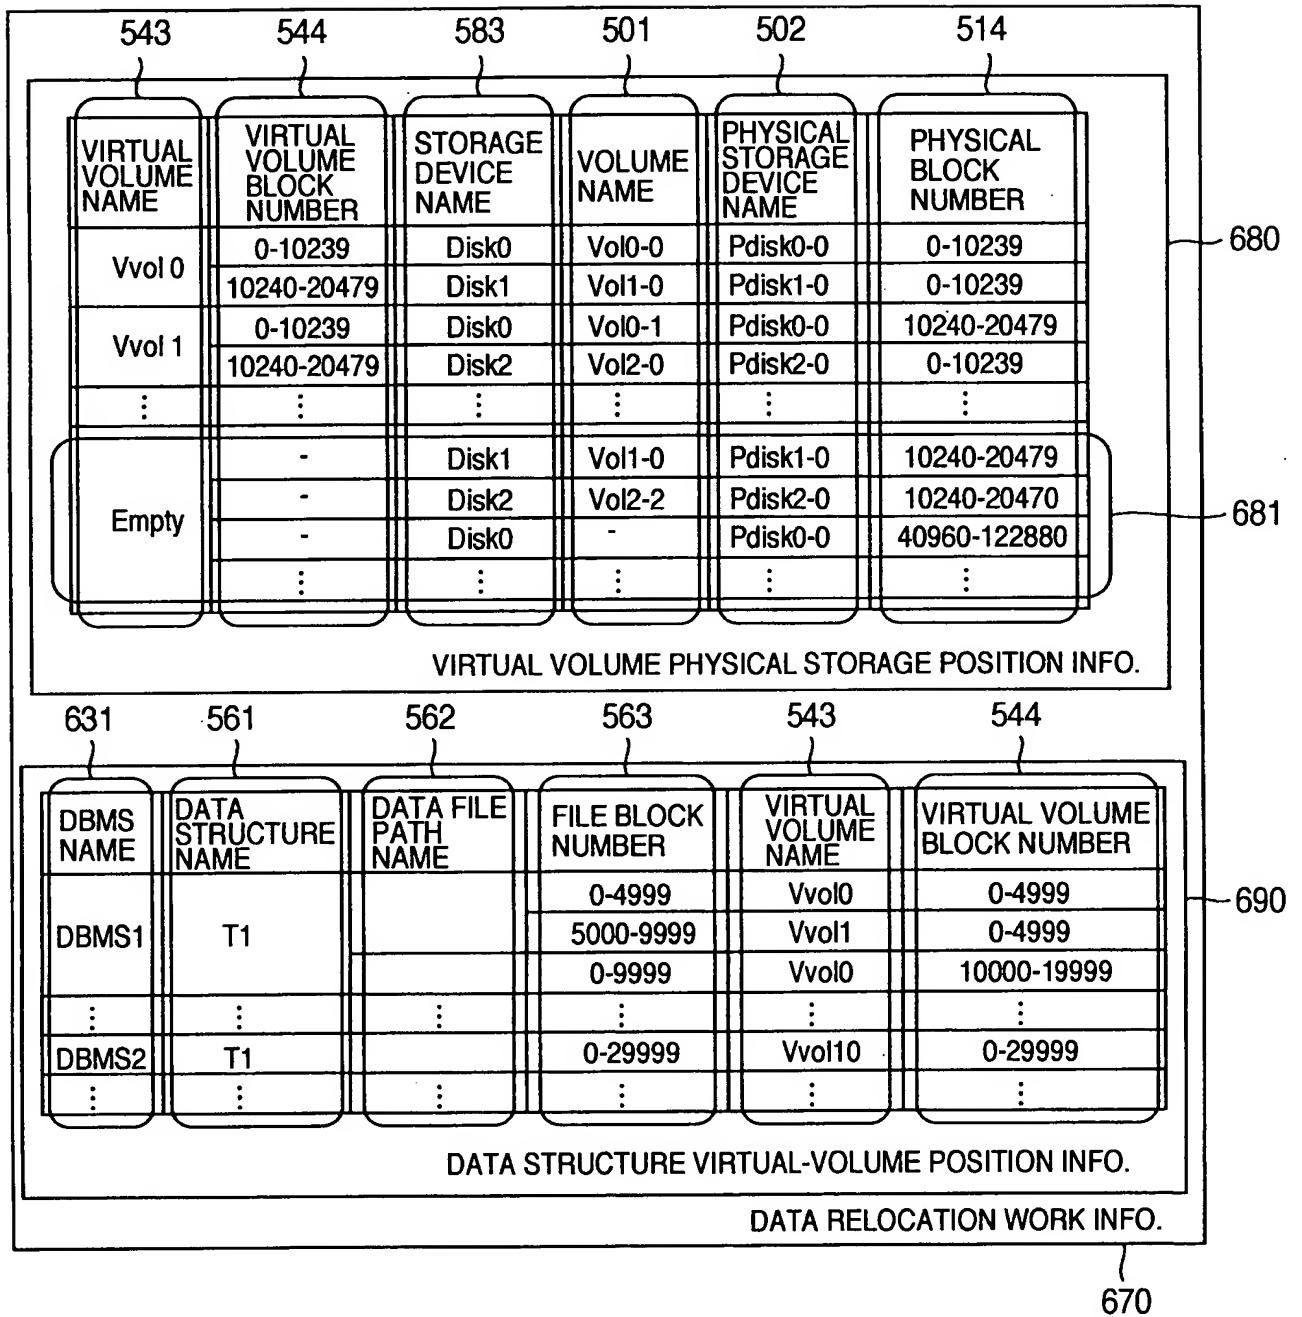 543 544 583 501 502 514
VIRTUAL VOLUME NAME VIRTUAL VOLUME BLOCK NUMBER STORAGE DEVICE NAME VOLUME NAME PHYSICAL STORAGE DEVICE NAME PHYSICAL BLOCK NUMBER
Vvol 0 0-10239 Disk0 Vol0-0 Pdisk0-0 0-10239
10240-20479 Disk1 Vol1-0 Pdisk1-0 0-10239
Vvol 1 0-10239 Disk0 Vol0-1 Pdisk0-0 10240-20479
10240-20479 Disk2 Vol2-0 Pdisk2-0 0-10239
⋮ ⋮ ⋮ ⋮ ⋮ ⋮
Empty - Disk1 Vol1-0 Pdisk1-0 10240-20479
- Disk2 Vol2-2 Pdisk2-0 10240-20470
- Disk0 - Pdisk0-0 40960-122880
⋮ ⋮ ⋮ ⋮ ⋮
680
681
VIRTUAL VOLUME PHYSICAL STORAGE POSITION INFO.
631 561 562 563 543 544
DBMS NAME DATA STRUCTURE NAME DATA FILE PATH NAME FILE BLOCK NUMBER VIRTUAL VOLUME NAME VIRTUAL VOLUME BLOCK NUMBER
DBMS1 T1 0-4999 Vvol0 0-4999
5000-9999 Vvol1 0-4999
0-9999 Vvol0 10000-19999
⋮ ⋮ ⋮ ⋮ ⋮ ⋮
DBMS2 T1 0-29999 Vvol10 0-29999
⋮ ⋮ ⋮ ⋮ ⋮ ⋮
690
DATA STRUCTURE VIRTUAL-VOLUME POSITION INFO.
DATA RELOCATION WORK INFO.
670